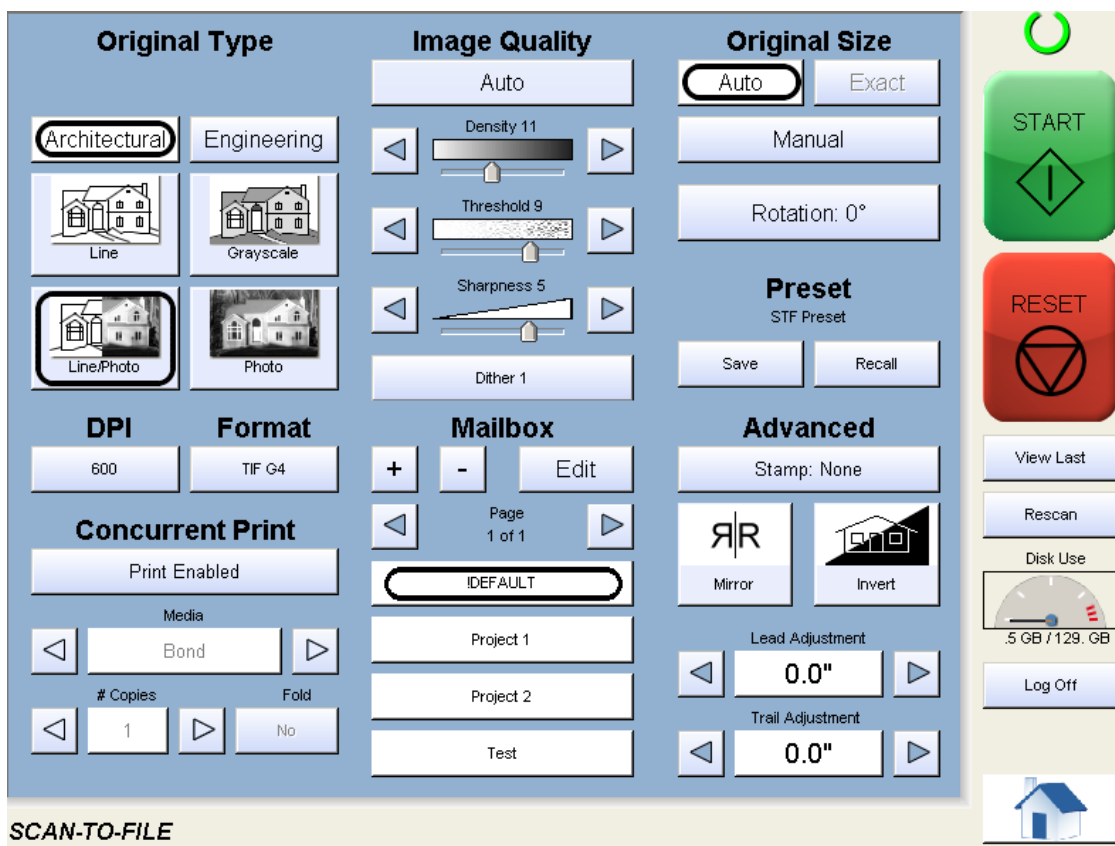 Original Type
Architectural
Engineering
Line
Grayscale
Line/Photo
Photo
DPI
Format
600
TIF G4
Concurrent Print
Print Enabled
Media
Bond
# Copies
Fold
1
No
Image Quality
Auto
Density 11
Threshold 9
Sharpness 5
Dither 1
Mailbox
+
-
Edit
Page
1 of 1
!DEFAULT
Project 1
Project 2
Test
Original Size
Auto
Exact
Manual
Rotation: 0°
Preset
STF Preset
Save
Recall
Advanced
Stamp: None
ЯR
Mirror
Invert
Lead Adjustment
0.0"
Trail Adjustment
0.0"
START
RESET
View Last
Rescan
Disk Use
.5 GB / 129. GB
Log Off
SCAN-TO-FILE